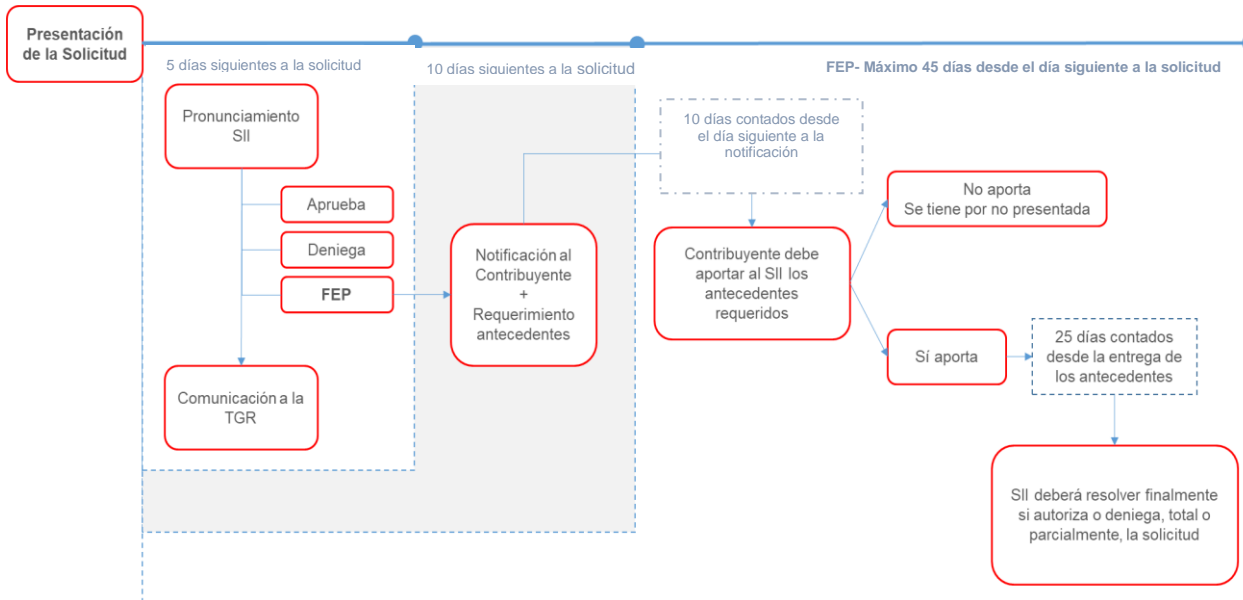 Presentación
de la Solicitud
5 días siguientes a la solicitud
10 días siguientes a la solicitud
FEP- Máximo 45 días desde el día siguiente a la solicitud
Pronunciamiento
SII
Aprueba
Deniega
FEP
Comunicación a la
TGR
Notificación al
Contribuyente
+
Requerimiento
antecedentes
10 días contados desde
el día siguiente a la
notificación
Contribuyente debe
aportar al SII los
antecedentes
requeridos
No aporta
Se tiene por no presentada
Sí aporta
25 días contados
desde la entrega de
los antecedentes
SII deberá resolver finalmente
si autoriza o deniega, total o
parcialmente, la solicitud